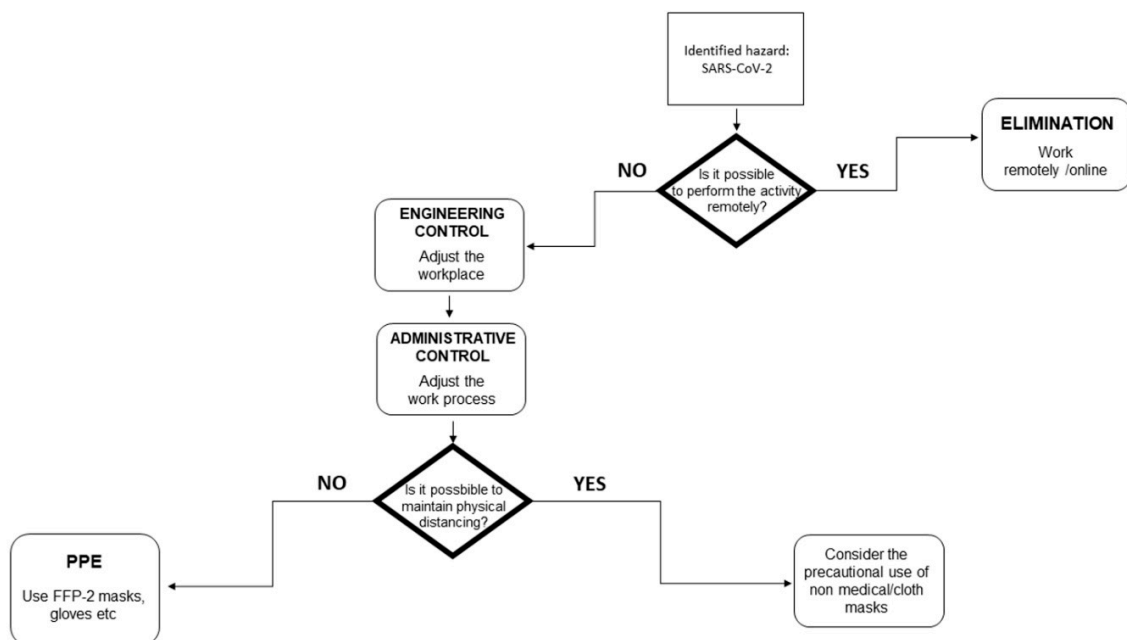 Identified hazard:
SARS-CoV-2
ELIMINATION
Work
remotely /online
NO
Is it possible
to perform the activity
remotely?
YES
ENGINEERING
CONTROL
Adjust the
workplace
ADMINISTRATIVE
CONTROL
Adjust the
work process
NO
Is it possbible to
maintain physical
distancing?
YES
PPE
Use FFP-2 masks,
gloves etc
Consider the
precautional use of
non medical/cloth
masks